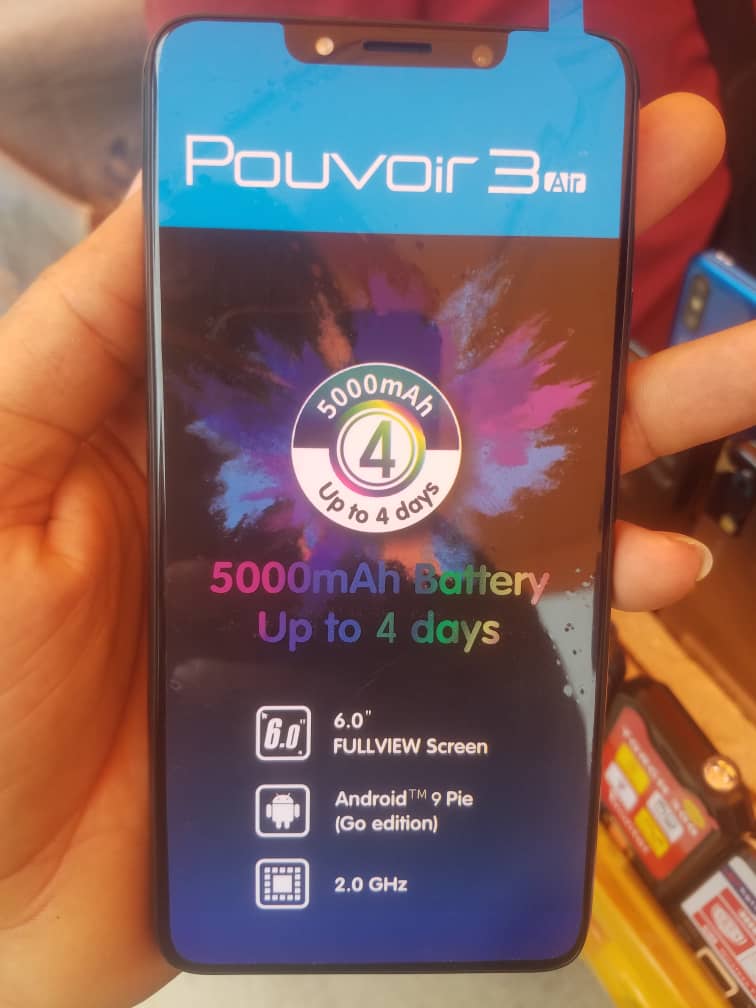 Pouvoir 3 Air
5000mAh
4
Up to 4 days
5000mAh Battery
Up to 4 days
6.0"
6.0"
FULLVIEW Screen
Android™ 9 Pie
(Go edition)
2.0 GHz